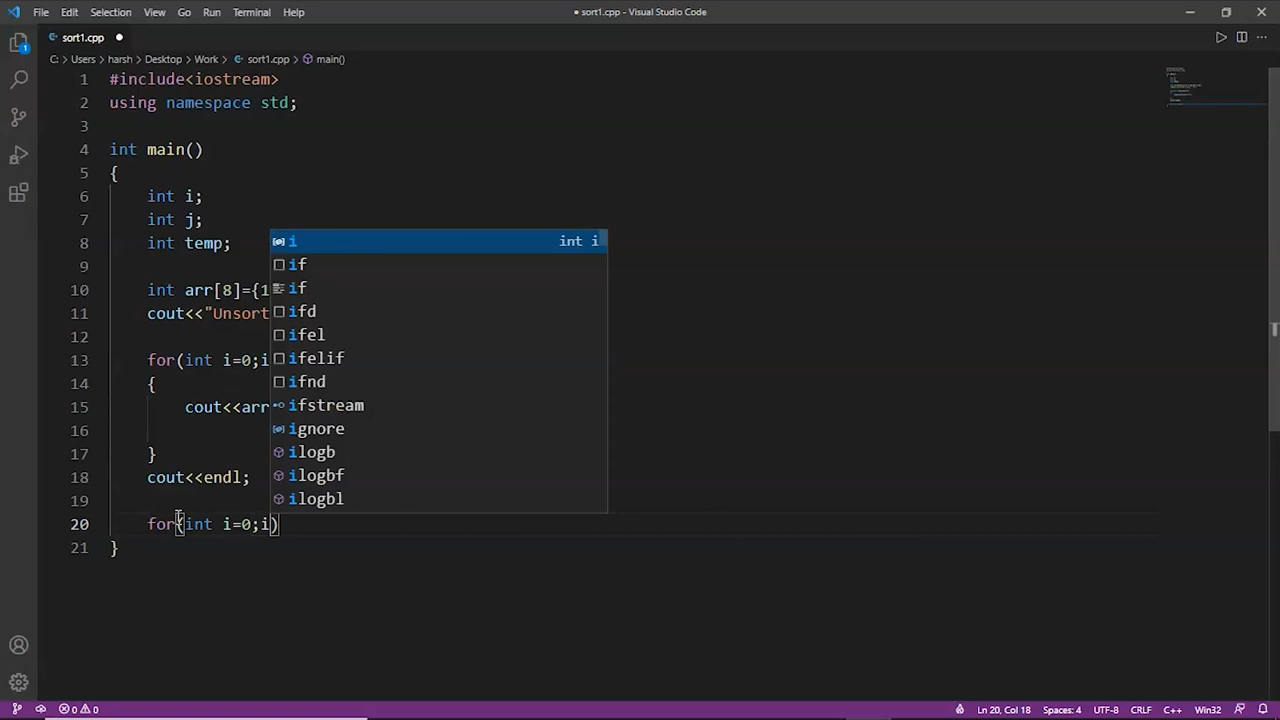 File Edit Selection View Go Run Terminal Help
● sort1.cpp - Visual Studio Code
sort1.cpp ●
C: > Users > harsh > Desktop > Work > sort1.cpp > main()
1 #include<iostream>
2 using namespace std;
3
4 int main()
5 {
6 int i;
7 int j;
8 int temp;
9
10 int arr[8]={1
11 cout<<"Unsort
12
13 for(int i=0;i
14 {
15 cout<<arr
16
17 }
18 cout<<endl;
19
20 for(int i=0;i)
21 }
i int i
if
if
ifd
ifel
ifelif
ifnd
ifstream
ignore
ilogb
ilogbf
ilogbl
1
0 0
Ln 20, Col 18 Spaces: 4 UTF-8 CRLF C++ Win32